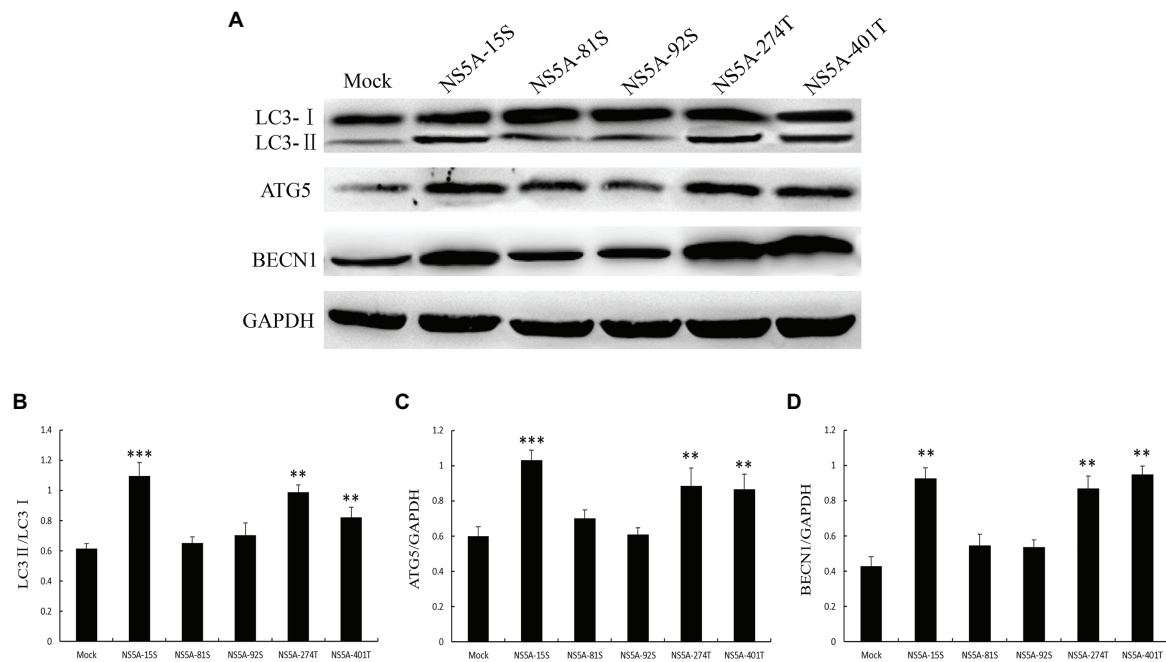 A
Mock NS5A-15S NS5A-81S NS5A-92S NS5A-274T NS5A-401T
LC3-Ⅰ
LC3-Ⅱ
ATG5
BECN1
GAPDH
B
LC3Ⅱ/LC3Ⅰ
1.4
1.2
1
0.8
0.6
0.4
0.2
0
***
**
**
Mock NS5A-15S NS5A-81S NS5A-92S NS5A-274T NS5A-401T
C
ATG5/GAPDH
1.2
1
0.8
0.6
0.4
0.2
0
***
**
**
Mock NS5A-15S NS5A-81S NS5A-92S NS5A-274T NS5A-401T
D
BECN1/GAPDH
1.2
1
0.8
0.6
0.4
0.2
0
**
**
**
Mock NS5A-15S NS5A-81S NS5A-92S NS5A-274T NS5A-401T